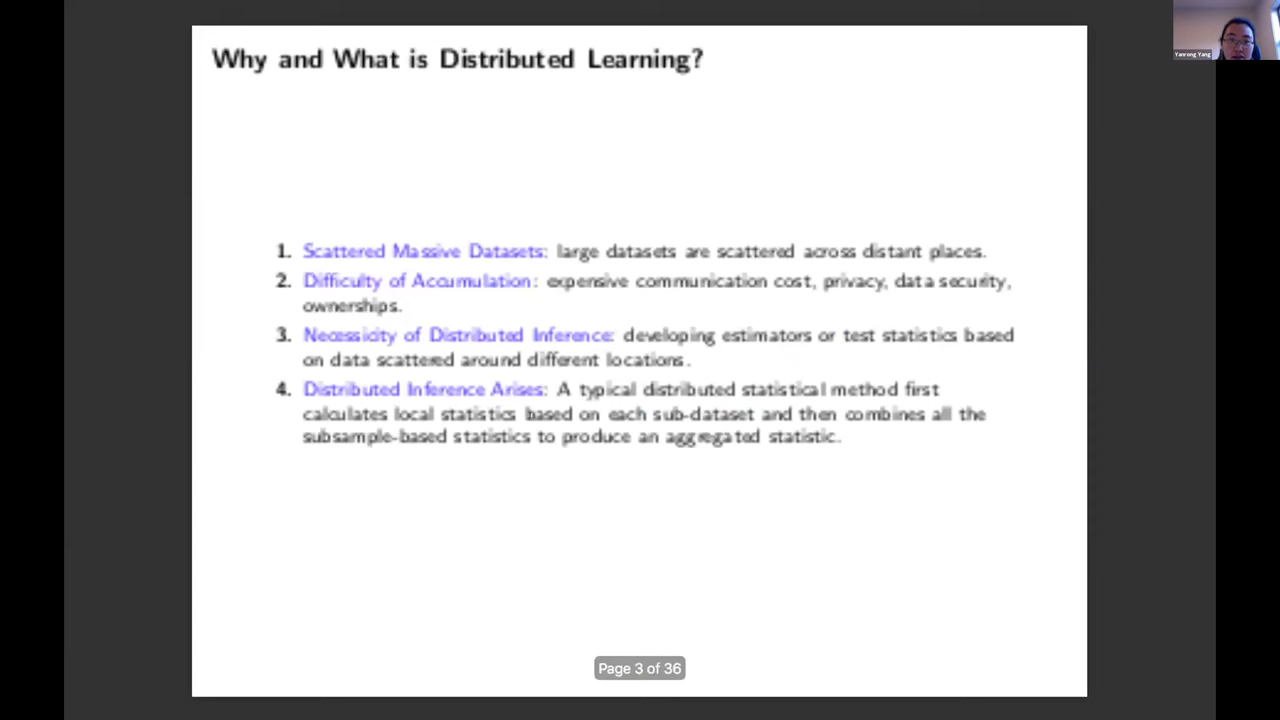 Why and What is Distributed Learning?
Yanrong Yang
1. Scattered Massive Datasets: large datasets are scattered across distant places.
2. Difficulty of Accumulation: expensive communication cost, privacy, data security,
ownerships.
3. Necessicity of Distributed Inference: developing estimators or test statistics based
on data scattered around different locations.
4. Distributed Inference Arises: A typical distributed statistical method first
calculates local statistics based on each sub-dataset and then combines all the
subsample-based statistics to produce an aggregated statistic.
Page 3 of 36